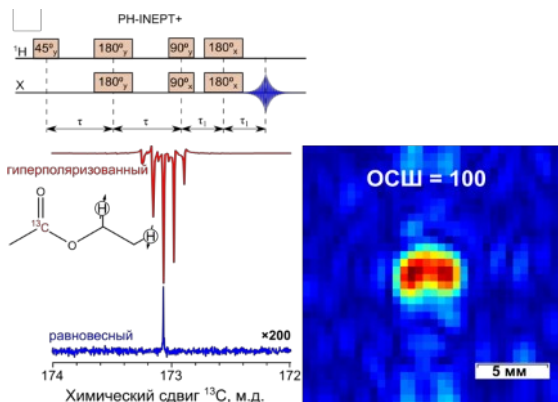 PH-INEPT+
¹H 45°y 180°y 90°y 180°x
X 180°y 90°x 180°x
τ τ τ₁ τ₁
гиперполяризованный
O
¹³C H
O H
равновесный ×200
174 173 172
Химический сдвиг ¹³C, м.д.
ОСШ = 100
5 мм